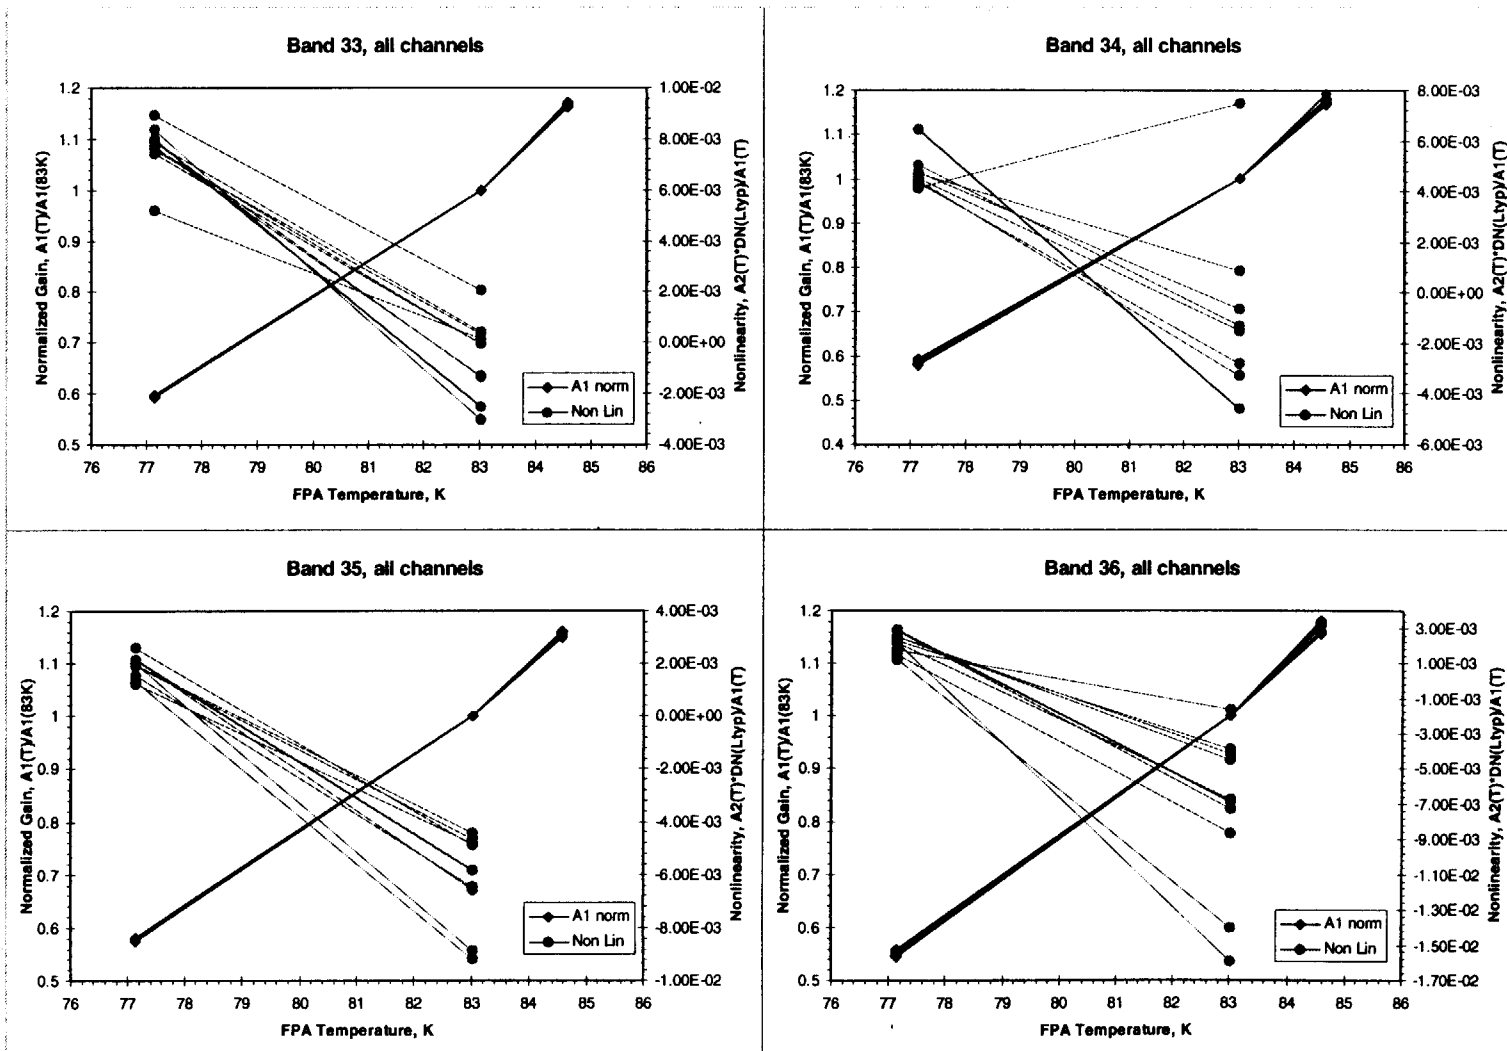 Band 33, all channels
1.2
1.1
1
0.9
0.8
0.7
0.6
0.5
Normalized Gain, A1(T)/A1(83K)
1.00E-02
8.00E-03
6.00E-03
4.00E-03
2.00E-03
0.00E+00
-2.00E-03
-4.00E-03
Nonlinearity, A2(T)*DN(Ltyp)/A1(T)
A1 norm
Non Lin
76 77 78 79 80 81 82 83 84 85 86
FPA Temperature, K
Band 34, all channels
1.2
1.1
1
0.9
0.8
0.7
0.6
0.5
0.4
Normalized Gain, A1(T)/A1(83K)
8.00E-03
6.00E-03
4.00E-03
2.00E-03
0.00E+00
-2.00E-03
-4.00E-03
-6.00E-03
Nonlinearity, A2(T)*DN(Ltyp)/A1(T)
A1 norm
Non Lin
76 77 78 79 80 81 82 83 84 85 86
FPA Temperature, K
Band 35, all channels
1.2
1.1
1
0.9
0.8
0.7
0.6
0.5
Normalized Gain, A1(T)/A1(83K)
4.00E-03
2.00E-03
0.00E+00
-2.00E-03
-4.00E-03
-6.00E-03
-8.00E-03
-1.00E-02
Nonlinearity, A2(T)*DN(Ltyp)/A1(T)
A1 norm
Non Lin
76 77 78 79 80 81 82 83 84 85 86
FPA Temperature, K
Band 36, all channels
1.2
1.1
1
0.9
0.8
0.7
0.6
0.5
Normalized Gain, A1(T)/A1(83K)
3.00E-03
1.00E-03
-1.00E-03
-3.00E-03
-5.00E-03
-7.00E-03
-9.00E-03
-1.10E-02
-1.30E-02
-1.50E-02
-1.70E-02
Nonlinearity, A2(T)*DN(Ltyp)/A1(T)
A1 norm
Non Lin
76 77 78 79 80 81 82 83 84 85 86
FPA Temperature, K